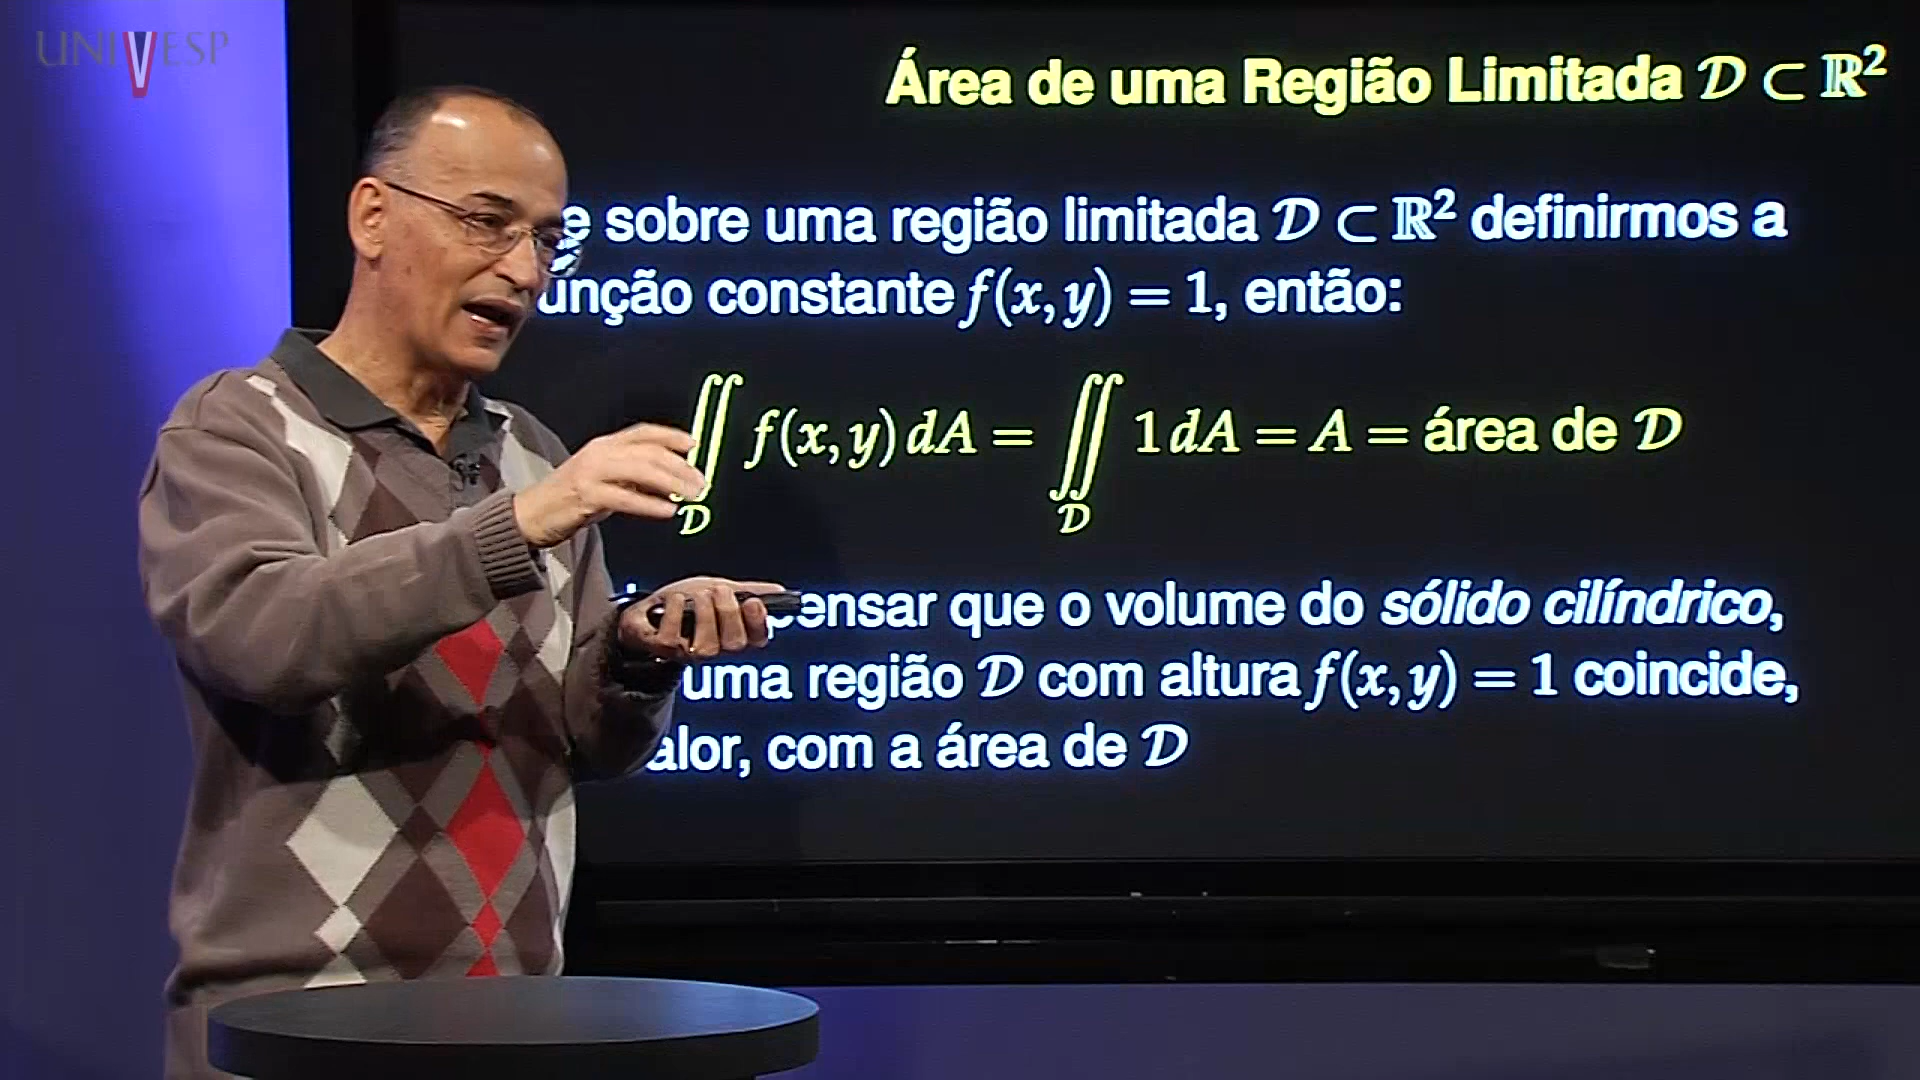 UNIVESP
Área de uma Região Limitada 𝒟 ⊂ ℝ²
e sobre uma região limitada 𝒟 ⊂ ℝ² definirmos a
unção constante f(x, y) = 1, então:
∬ f(x, y) dA = ∬ 1 dA = A = área de 𝒟
𝒟 𝒟
ensar que o volume do sólido cilíndrico,
uma região 𝒟 com altura f(x, y) = 1 coincide,
alor, com a área de 𝒟